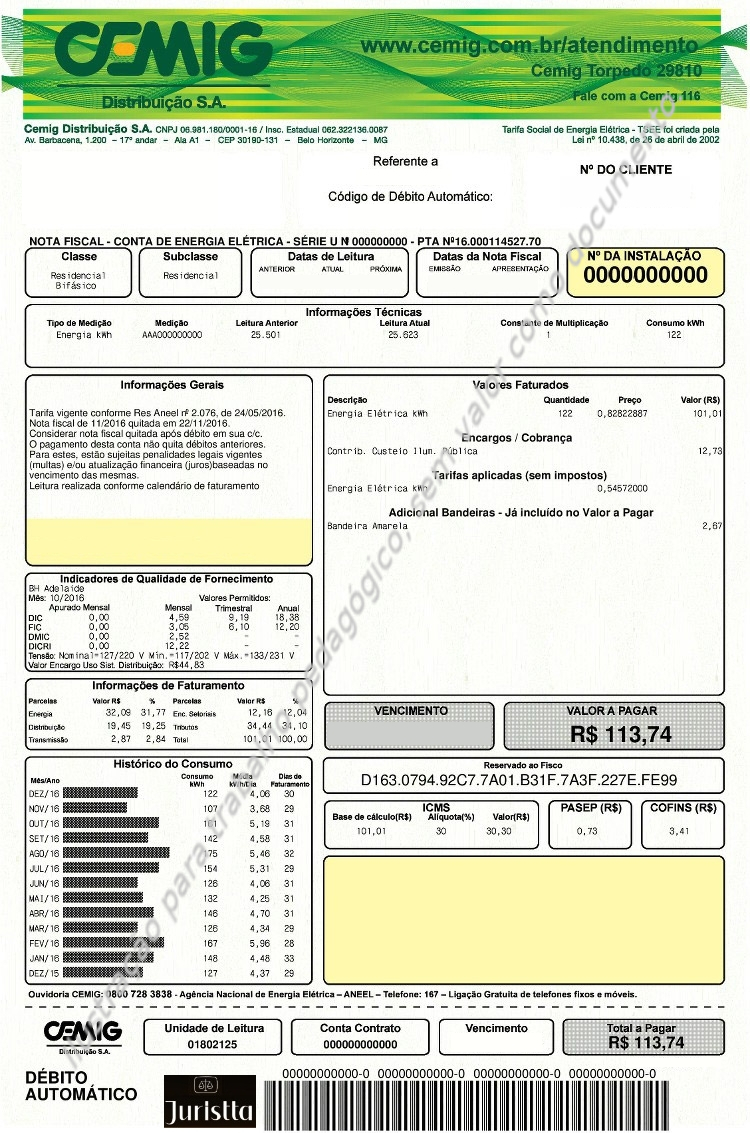 CEMIG
Distribuição S.A.
www.cemig.com.br/atendimento
Cemig Torpedo 29810
Fale com a Cemig 116
Cemig Distribuição S.A. CNPJ 06.981.180/0001-16 / Insc. Estadual 062.322136.0087
Av. Barbacena, 1.200 – 17º andar – Ala A1 – CEP 30190-131 – Belo Horizonte – MG
Tarifa Social de Energia Elétrica - TSEE foi criada pela
Lei nº 10.438, de 26 de abril de 2002
Referente a
Nº DO CLIENTE
Código de Débito Automático:
NOTA FISCAL - CONTA DE ENERGIA ELÉTRICA - SÉRIE U Nº 000000000 - PTA Nº16.000114527.70
Classe
Residencial
Bifásico
Subclasse
Residencial
Datas de Leitura
ANTERIOR ATUAL PRÓXIMA
Datas da Nota Fiscal
EMISSÃO APRESENTAÇÃO
Nº DA INSTALAÇÃO
0000000000
Informações Técnicas
Tipo de Medição Medição Leitura Anterior Leitura Atual Constante de Multiplicação Consumo kWh
Energia kWh AAA000000000 25.501 25.623 1 122
Informações Gerais
Tarifa vigente conforme Res Aneel nº 2.076, de 24/05/2016.
Nota fiscal de 11/2016 quitada em 22/11/2016.
Considerar nota fiscal quitada após débito em sua c/c.
O pagamento desta conta não quita débitos anteriores.
Para estes, estão sujeitas penalidades legais vigentes
(multas) e/ou atualização financeira (juros)baseadas no
vencimento das mesmas.
Leitura realizada conforme calendário de faturamento
Valores Faturados
Descrição Quantidade Preço Valor (R$)
Energia Elétrica kWh 122 0,82822887 101,01
Encargos / Cobrança
Contrib. Custeio Ilum. Pública 12,73
Tarifas aplicadas (sem impostos)
Energia Elétrica kWh 0,54572000
Adicional Bandeiras - Já incluído no Valor a Pagar
Bandeira Amarela 2,67
Indicadores de Qualidade de Fornecimento
BH Adelaide
Mês: 10/2016 Valores Permitidos:
Apurado Mensal Mensal Trimestral Anual
DIC 0,00 4,59 9,19 18,38
FIC 0,00 3,05 6,10 12,20
DMIC 0,00 2,52 - -
DICRI 0,00 12,22 - -
Tensão: Nominal=127/220 V Mín.=117/202 V Máx.=133/231 V
Valor Encargo Uso Sist. Distribuição: R$44,83
Informações de Faturamento
Parcelas Valor R$ % Parcelas Valor R$ %
Energia 32,09 31,77 Enc. Setoriais 12,16 12,04
Distribuição 19,45 19,25 Tributos 34,44 34,10
Transmissão 2,87 2,84 Total 101,01 100,00
VENCIMENTO
VALOR A PAGAR
R$ 113,74
Reservado ao Fisco
D163.0794.92C7.7A01.B31F.7A3F.227E.FE99
ICMS
Base de cálculo(R$) Alíquota(%) Valor(R$)
101,01 30 30,30
PASEP (R$)
0,73
COFINS (R$)
3,41
Histórico do Consumo
Mês/Ano Consumo kWh Média kWh/Dia Dias de Faturamento
DEZ/16 122 4,06 30
NOV/16 107 3,68 29
OUT/16 161 5,19 31
SET/16 142 4,58 31
AGO/16 175 5,46 32
JUL/16 154 5,31 29
JUN/16 126 4,06 31
MAI/16 132 4,25 31
ABR/16 146 4,70 31
MAR/16 126 4,34 29
FEV/16 167 5,96 28
JAN/16 148 4,48 33
DEZ/15 127 4,37 29
Ouvidoria CEMIG: 0800 728 3838 - Agência Nacional de Energia Elétrica – ANEEL – Telefone: 167 – Ligação Gratuita de telefones fixos e móveis.
CEMIG
Distribuição S.A.
Unidade de Leitura
01802125
Conta Contrato
000000000000
Vencimento
Total a Pagar
R$ 113,74
DÉBITO
AUTOMÁTICO
Juristta
00000000000-0 00000000000-0 00000000000-0 00000000000-0
Ilustração para trabalho pedagógico, sem valor como documento